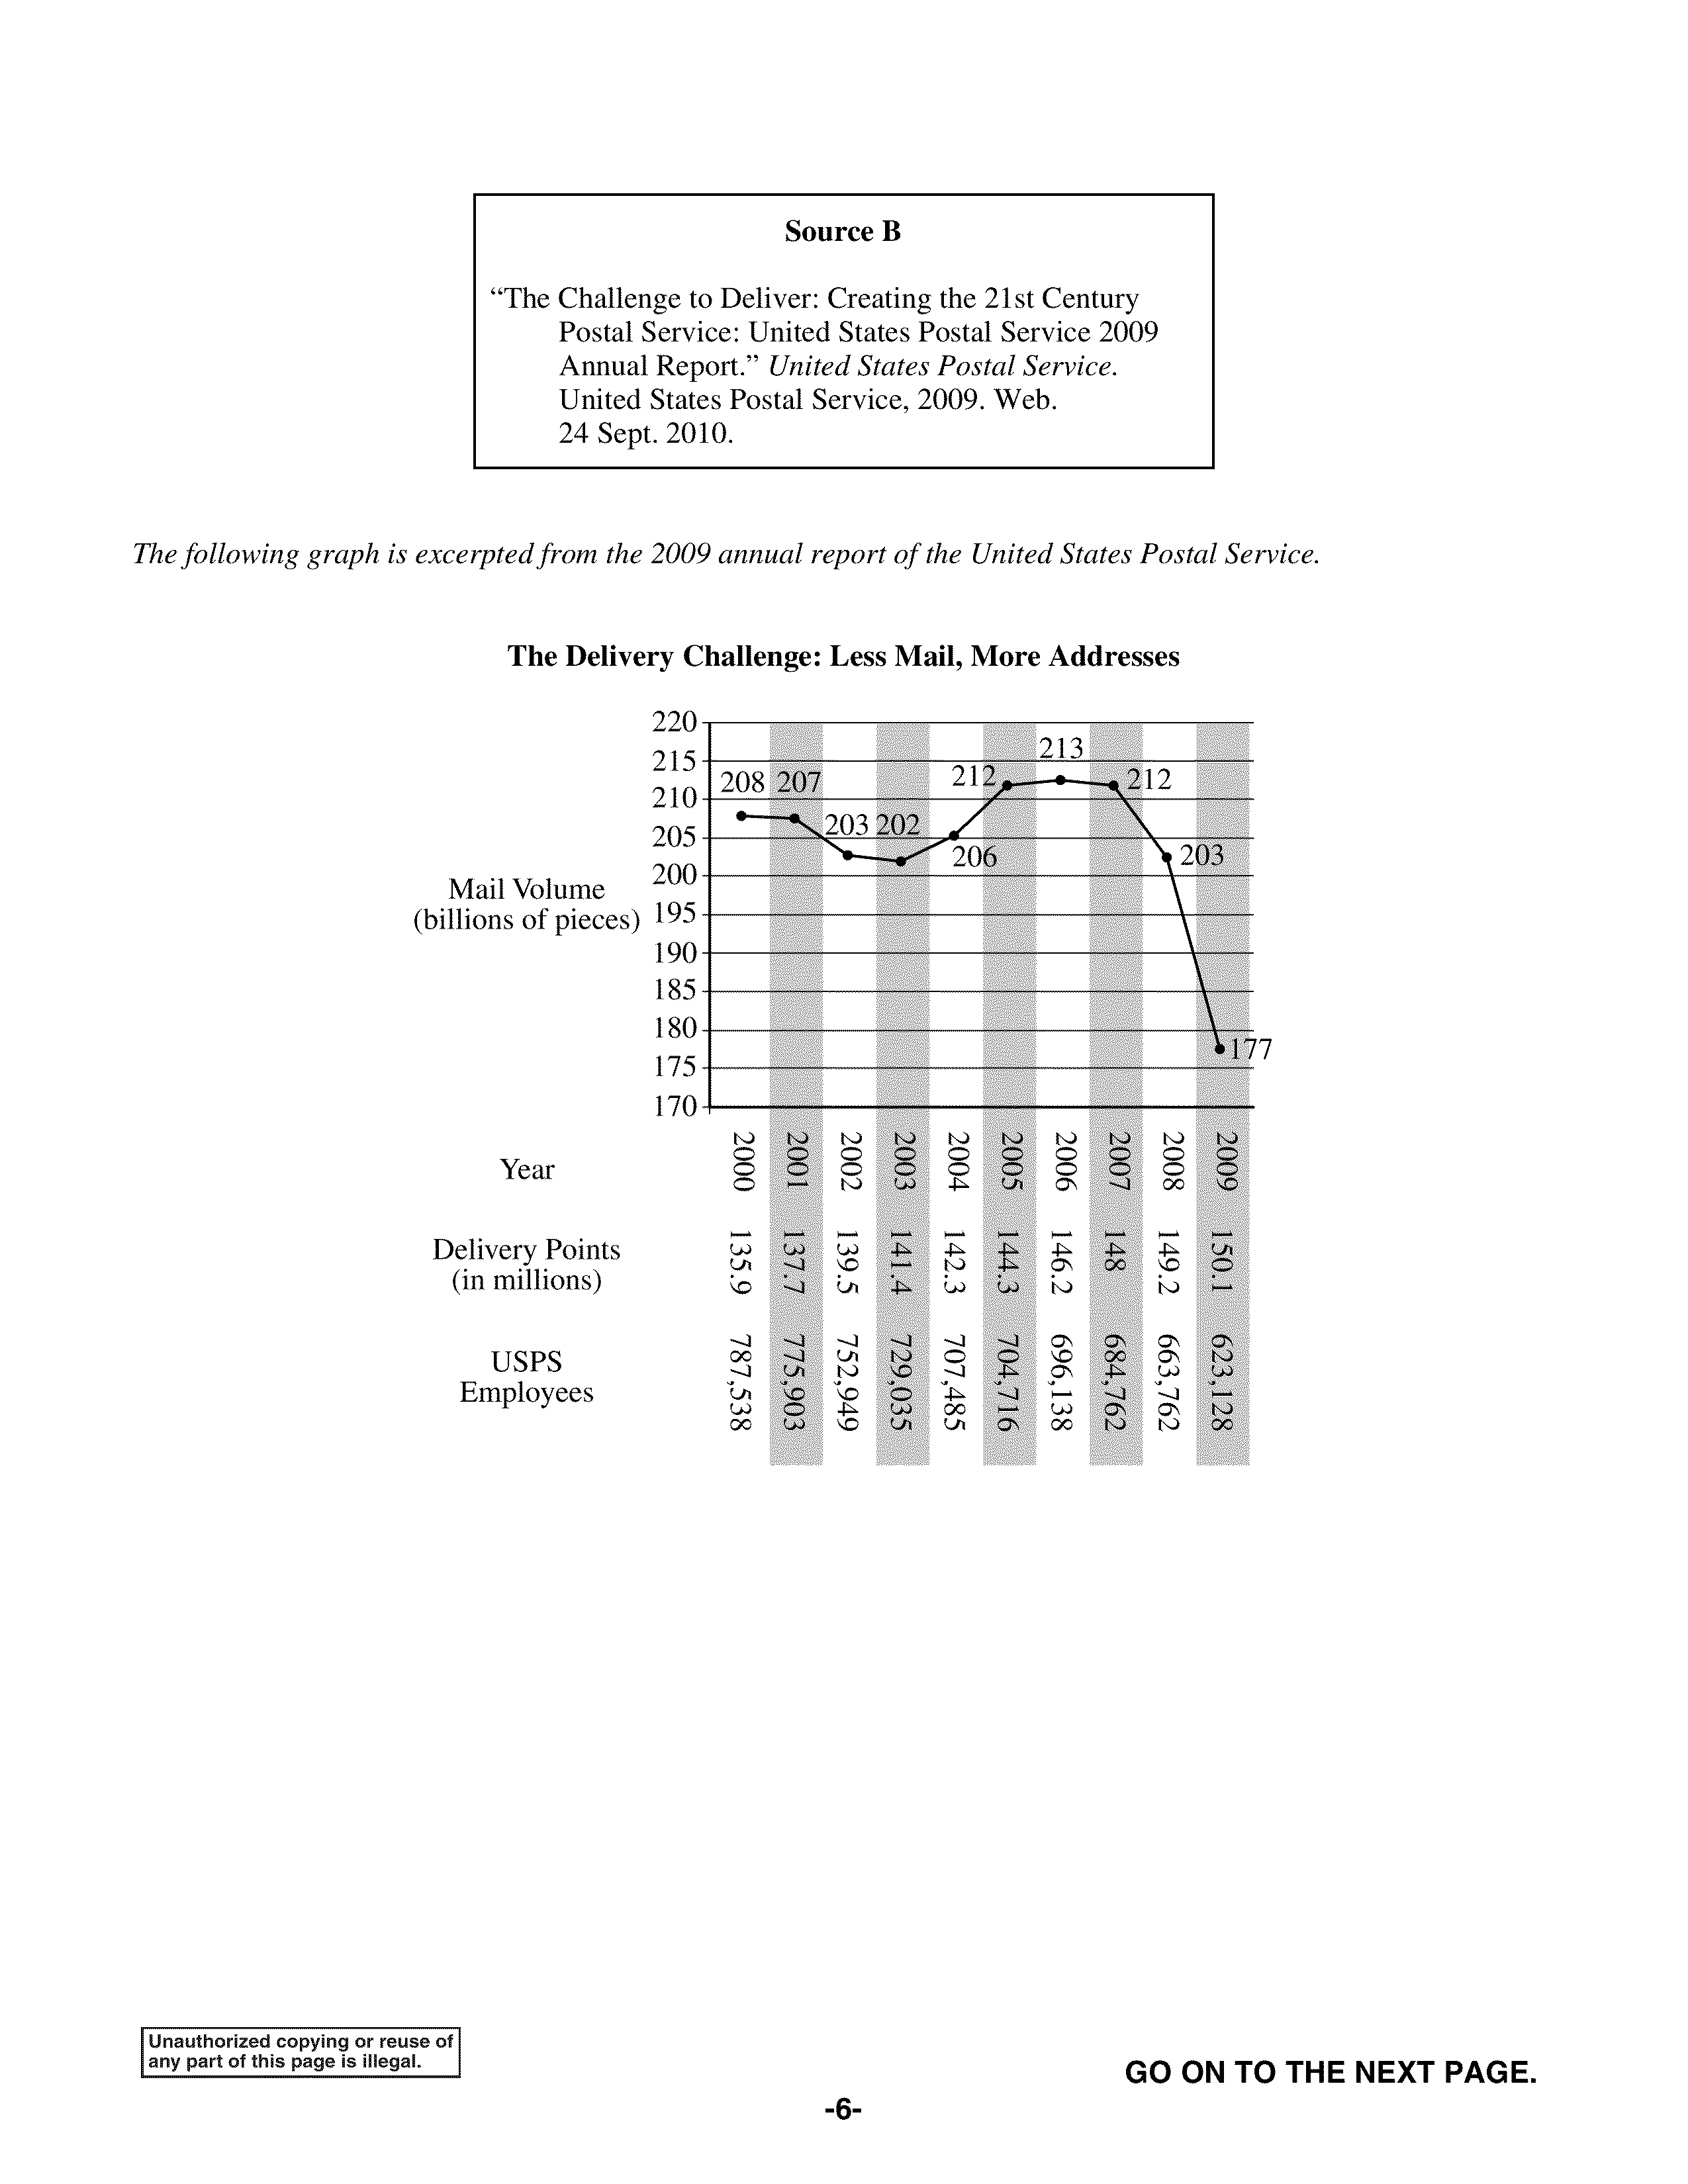 Source B
“The Challenge to Deliver: Creating the 21st Century
Postal Service: United States Postal Service 2009
Annual Report.” United States Postal Service.
United States Postal Service, 2009. Web.
24 Sept. 2010.
The following graph is excerpted from the 2009 annual report of the United States Postal Service.
The Delivery Challenge: Less Mail, More Addresses
220
215
210
205
200
195
190
185
180
175
170
Mail Volume
(billions of pieces)
208 207 203 202 206 212 213 212 203 177
Year
2000 2001 2002 2003 2004 2005 2006 2007 2008 2009
Delivery Points
(in millions)
135.9 137.7 139.5 141.4 142.3 144.3 146.2 148 149.2 150.1
USPS
Employees
787,538 775,903 752,949 729,035 707,485 704,716 696,138 684,762 663,762 623,128
Unauthorized copying or reuse of
any part of this page is illegal.
GO ON TO THE NEXT PAGE.
-6-